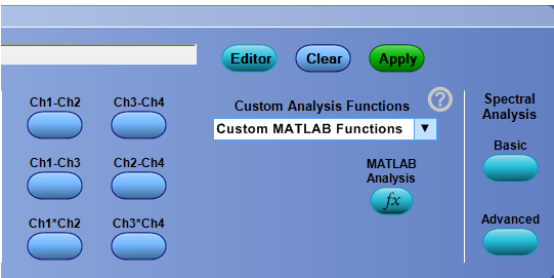 Editor Clear Apply
Ch1-Ch2 Ch3-Ch4
Custom Analysis Functions ?
Spectral
Analysis
Custom MATLAB Functions
Basic
Ch1-Ch3 Ch2-Ch4
MATLAB
Analysis
fx
Ch1*Ch2 Ch3*Ch4
Advanced